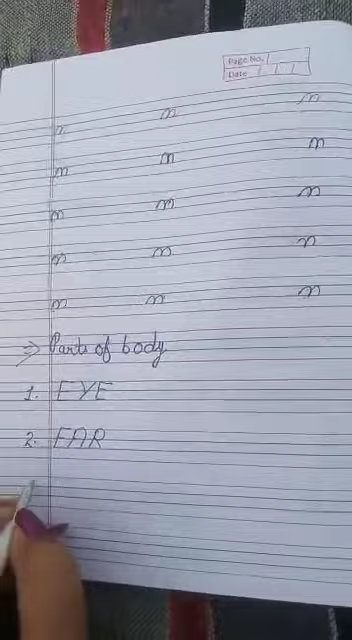 Page No.
Date / / /
m m m
m m m
m m m
m m m
m m m
⇒ Parts of body
1. EYE
2. EAR